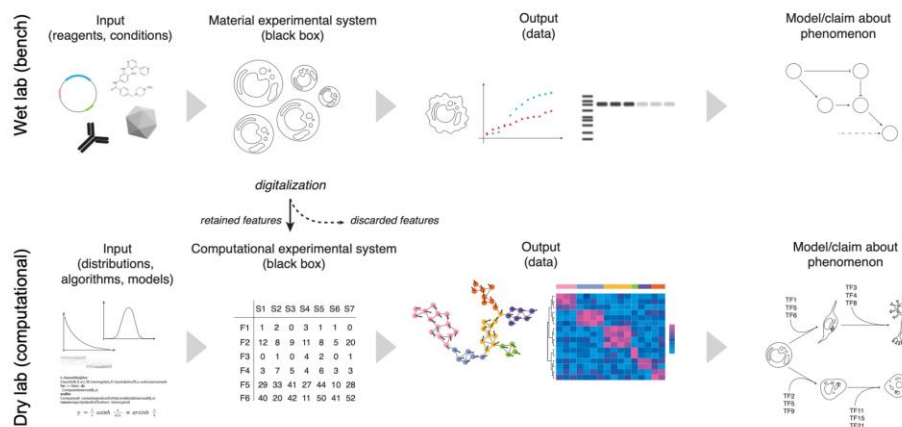 Wet lab (bench)
Input
(reagents, conditions)
Material experimental system
(black box)
Output
(data)
Model/claim about
phenomenon
digitalization
retained features
discarded features
Dry lab (computational)
Input
(distributions,
algorithms, models)
Computational experimental system
(black box)
S1 S2 S3 S4 S5 S6 S7
F1 1 2 0 3 1 1 0
F2 12 8 9 11 8 5 20
F3 0 1 0 4 2 0 1
F4 3 7 5 4 6 3 3
F5 29 33 41 27 44 10 28
F6 40 20 42 11 50 41 52
Output
(data)
Model/claim about
phenomenon
TF1
TF5
TF6
TF3
TF4
TF8
TF2
TF5
TF9
TF11
TF15
TF21